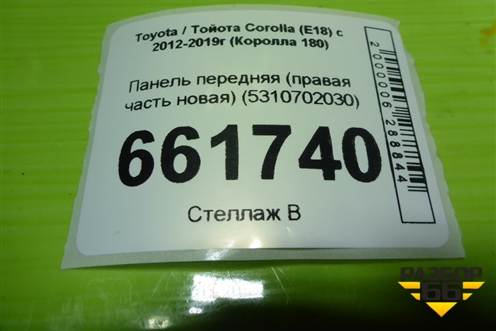 Toyota / Тойота Corolla (E18) с
2012-2019г (Королла 180)
Панель передняя (правая
часть новая) (5310702030)
661740
Стеллаж В
2000006288844
РАЗБОР
66